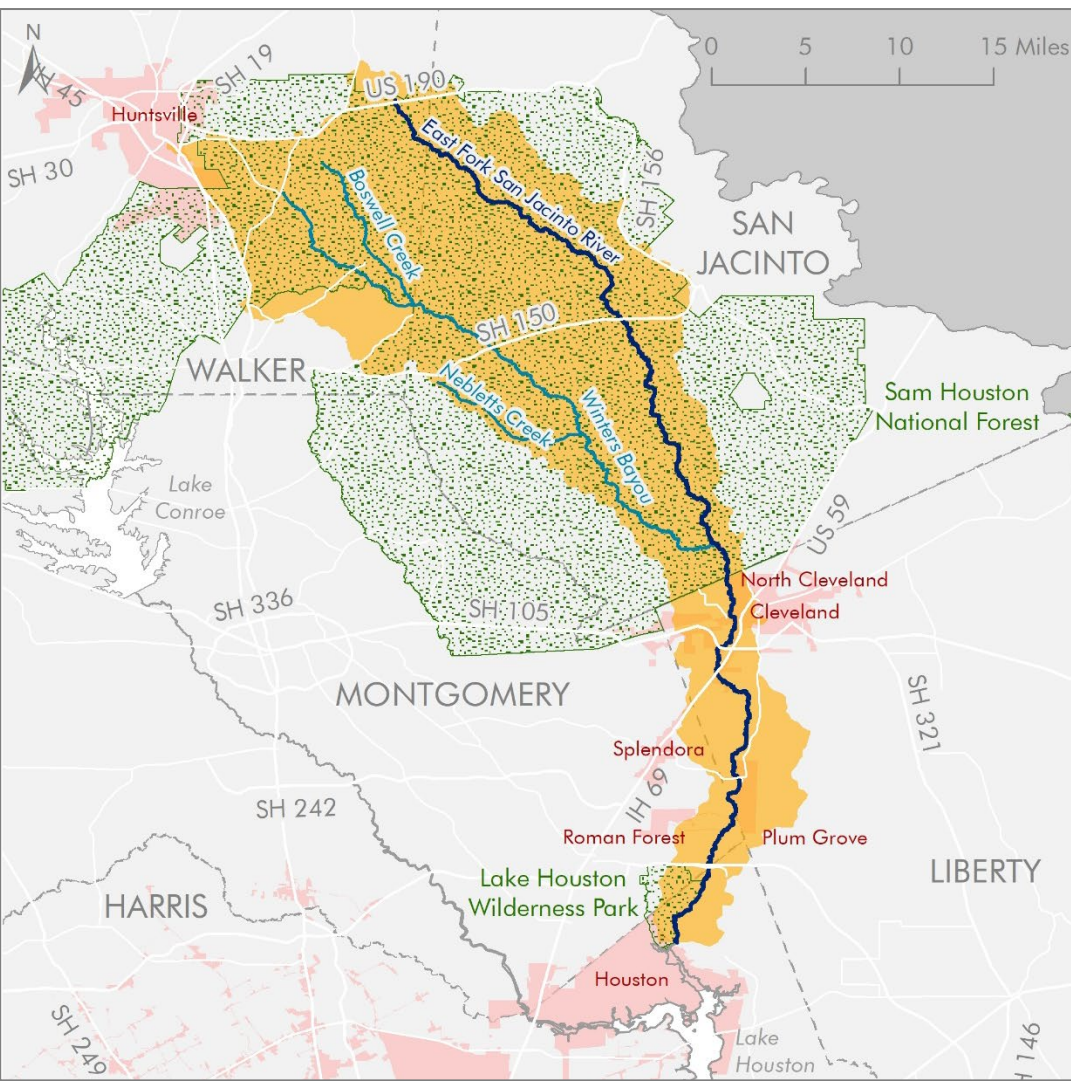 N
0 5 10 15 Miles
IH 45
SH 19
US 190
Huntsville
East Fork San Jacinto River
SH 30
Boswell Creek
SH 156
SAN
JACINTO
SH 150
WALKER
Nebletts Creek
Winters Bayou
Sam Houston
National Forest
Lake
Conroe
US 59
North Cleveland
SH 336
SH 105
Cleveland
MONTGOMERY
SH 321
Splendora
IH 69
SH 242
Roman Forest
Plum Grove
LIBERTY
Lake Houston
Wilderness Park
HARRIS
Houston
SH 249
Lake
Houston
H 146